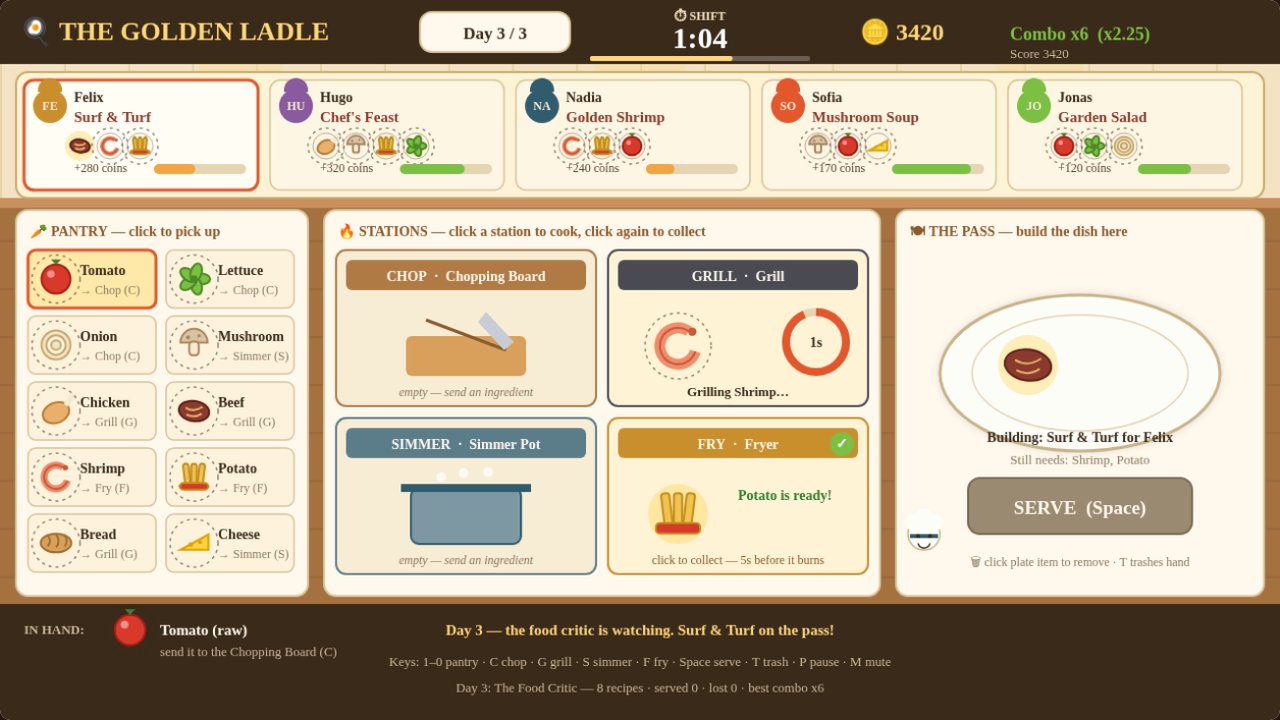 THE GOLDEN LADLE
Day 3 / 3
⏱ SHIFT
1:04
3420
Combo x6 (x2.25)
Score 3420
FE
Felix
Surf & Turf
+280 coins
HU
Hugo
Chef's Feast
+320 coins
NA
Nadia
Golden Shrimp
+240 coins
SO
Sofia
Mushroom Soup
+170 coins
JO
Jonas
Garden Salad
+120 coins
PANTRY — click to pick up
Tomato
→ Chop (C)
Lettuce
→ Chop (C)
Onion
→ Chop (C)
Mushroom
→ Simmer (S)
Chicken
→ Grill (G)
Beef
→ Grill (G)
Shrimp
→ Fry (F)
Potato
→ Fry (F)
Bread
→ Grill (G)
Cheese
→ Simmer (S)
STATIONS — click a station to cook, click again to collect
CHOP · Chopping Board
empty — send an ingredient
GRILL · Grill
1s
Grilling Shrimp…
SIMMER · Simmer Pot
empty — send an ingredient
FRY · Fryer ✓
Potato is ready!
click to collect — 5s before it burns
THE PASS — build the dish here
Building: Surf & Turf for Felix
Still needs: Shrimp, Potato
SERVE (Space)
click plate item to remove · T trashes hand
IN HAND:
Tomato (raw)
send it to the Chopping Board (C)
Day 3 — the food critic is watching. Surf & Turf on the pass!
Keys: 1–0 pantry · C chop · G grill · S simmer · F fry · Space serve · T trash · P pause · M mute
Day 3: The Food Critic — 8 recipes · served 0 · lost 0 · best combo x6